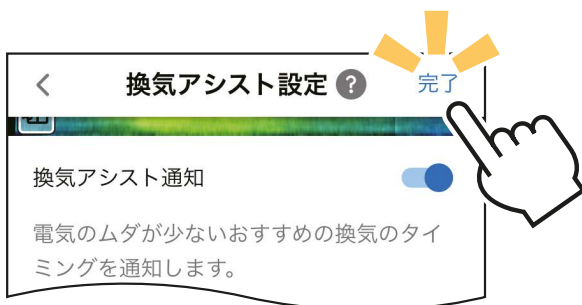 換気アシスト設定 ? 完了
換気アシスト通知
電気のムダが少ないおすすめの換気のタイ
ミングを通知します。